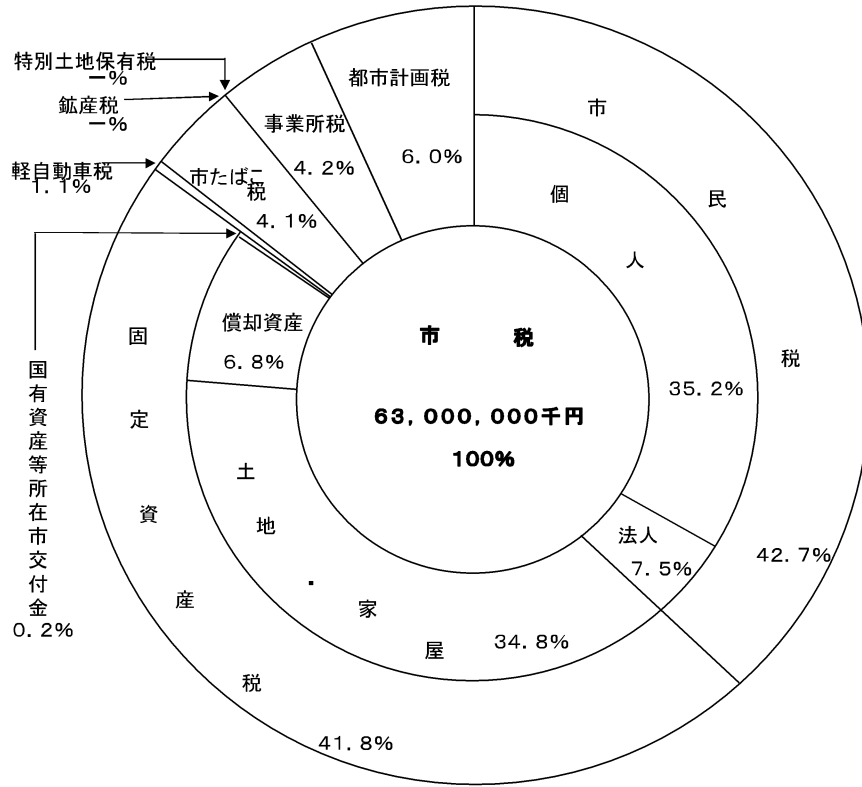 市税
63,000,000千円
100%
市民税
42.7%
個人
35.2%
法人
7.5%
固定資産税
41.8%
土地・家屋
34.8%
償却資産
6.8%
国有資産等所在市交付金
0.2%
軽自動車税
1.1%
市たばこ
税
4.1%
鉱産税
－%
特別土地保有税
－%
事業所税
4.2%
都市計画税
6.0%